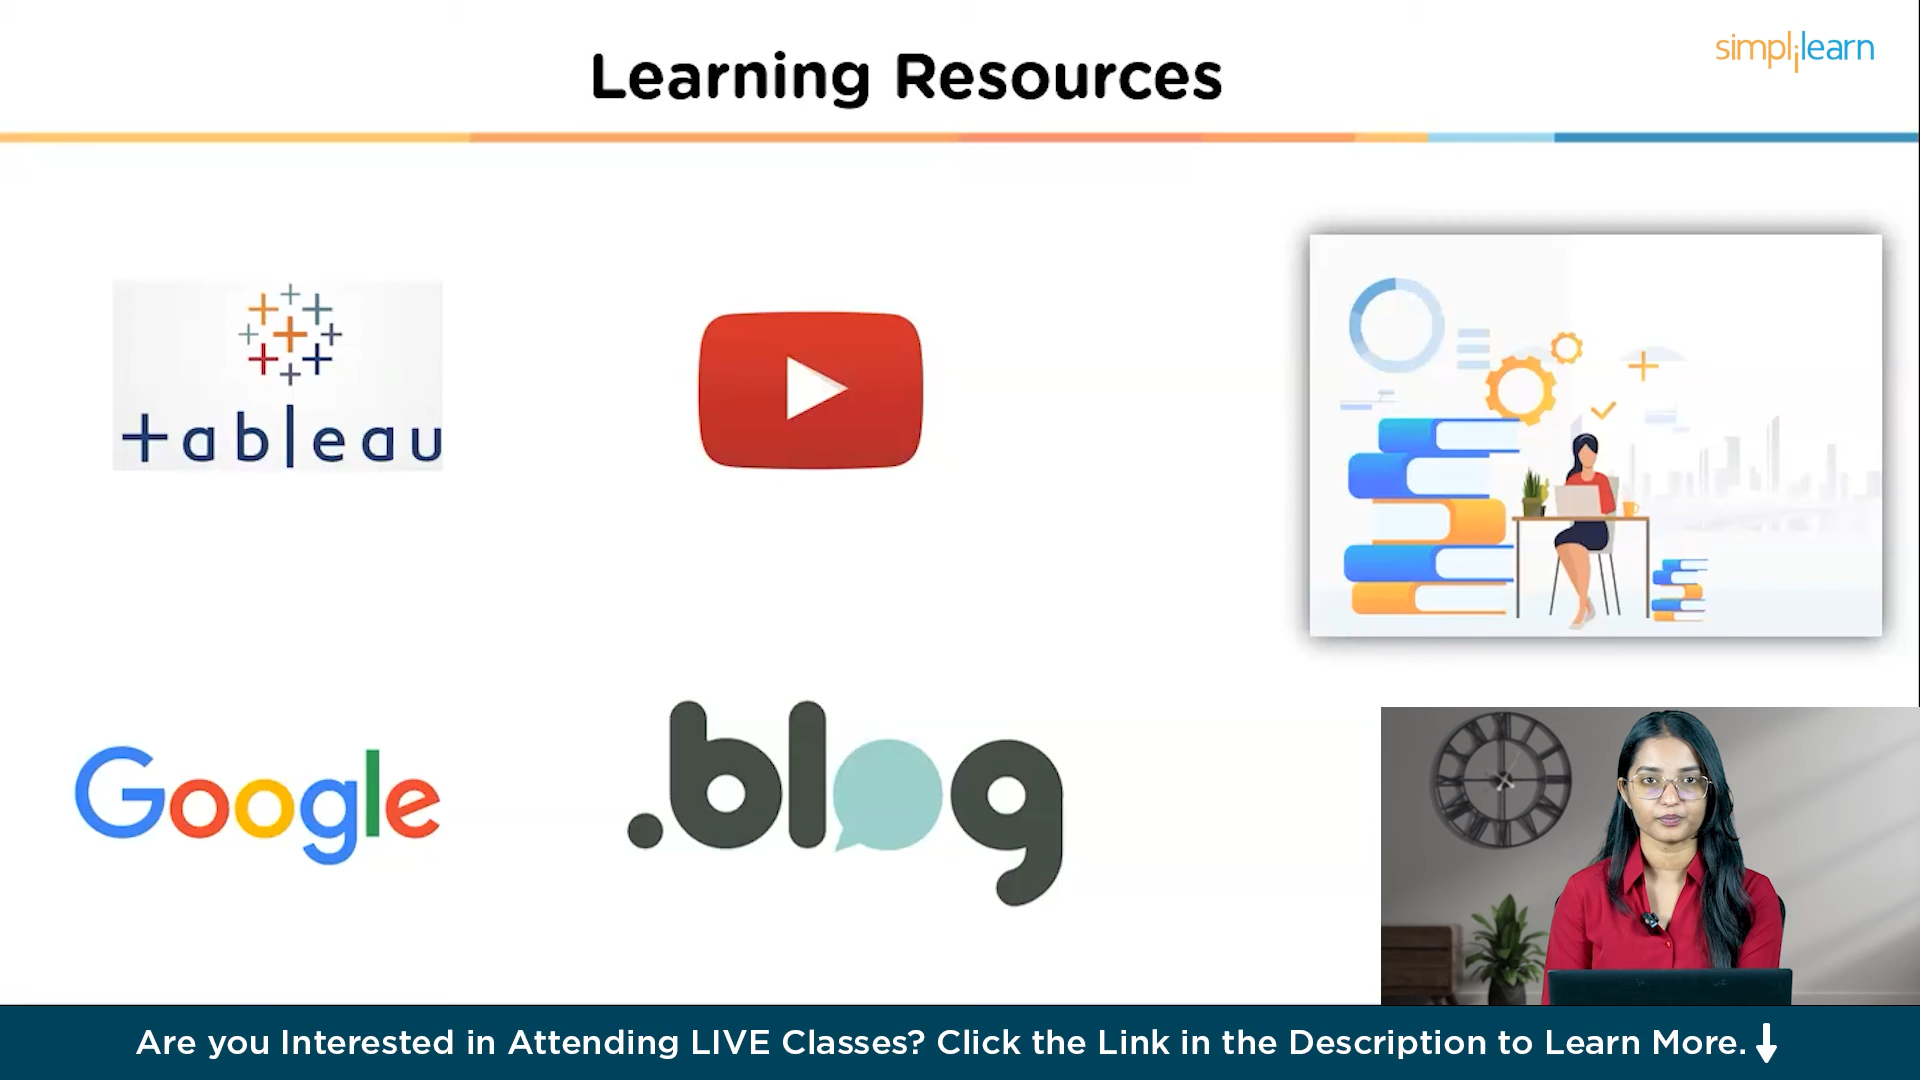 Learning Resources
simplilearn
+ableau
Google
.blog
Are you Interested in Attending LIVE Classes? Click the Link in the Description to Learn More.